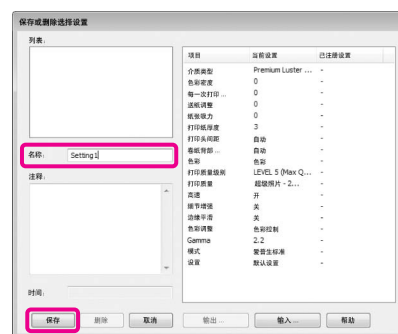 保存或删除选择设置
列表:
项目 当前设置 已注册设置
介质类型 Premium Luster ... -
色彩密度 0 -
每一次打印 ... 0 -
送纸调整 0 -
纸张吸力 0 -
打印纸厚度 3 -
打印头间距 自动 -
卷纸背部 ... 自动 -
色彩 色彩 -
打印质量级别 LEVEL 5 (Max Q... -
打印质量 超级照片 - 2... -
高速 开 -
细节增强 关 -
边缘平滑 关 -
色彩调整 色彩控制 -
Gamma 2.2 -
模式 爱普生标准 -
设置 默认设置 -
名称: Setting1
注释:
时间:
保存 删除 取消 输出 ... 输入 ... 帮助